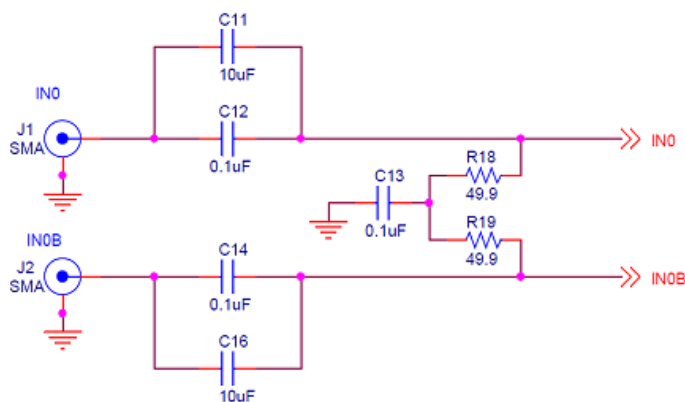 C11
10uF
IN0
J1
SMA
C12
0.1uF
IN0
R18
49.9
C13
0.1uF
R19
49.9
IN0B
J2
SMA
C14
0.1uF
IN0B
C16
10uF